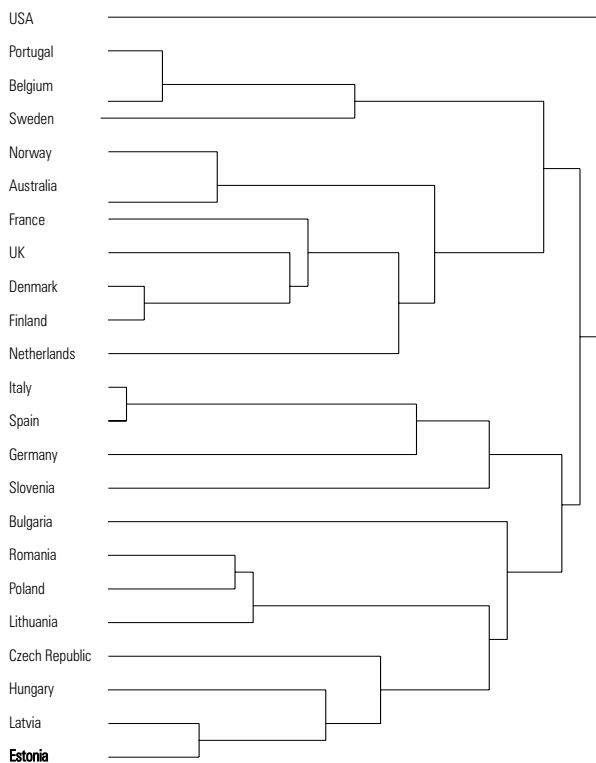 USA
Portugal
Belgium
Sweden
Norway
Australia
France
UK
Denmark
Finland
Netherlands
Italy
Spain
Germany
Slovenia
Bulgaria
Romania
Poland
Lithuania
Czech Republic
Hungary
Latvia
Estonia